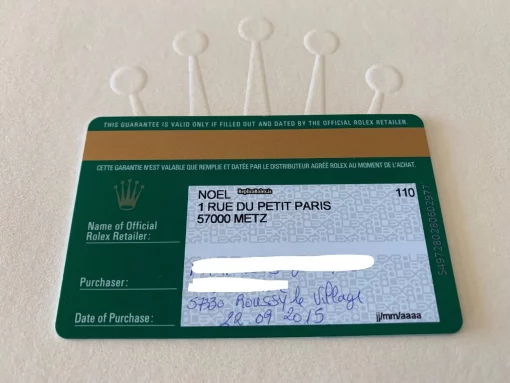 THIS GUARANTEE IS VALID ONLY IF FILLED OUT AND DATED BY THE OFFICIAL ROLEX RETAILER.
CETTE GARANTIE N'EST VALABLE QUE REMPLIE ET DATÉE PAR LE DISTRIBUTEUR AGRÉÉ ROLEX AU MOMENT DE L'ACHAT.
NOEL 110
1 RUE DU PETIT PARIS
57000 METZ
Name of Official
Rolex Retailer:
Purchaser:
5730 Roussy le Village
Date of Purchase: 22 09 2015
jj/mm/aaaa